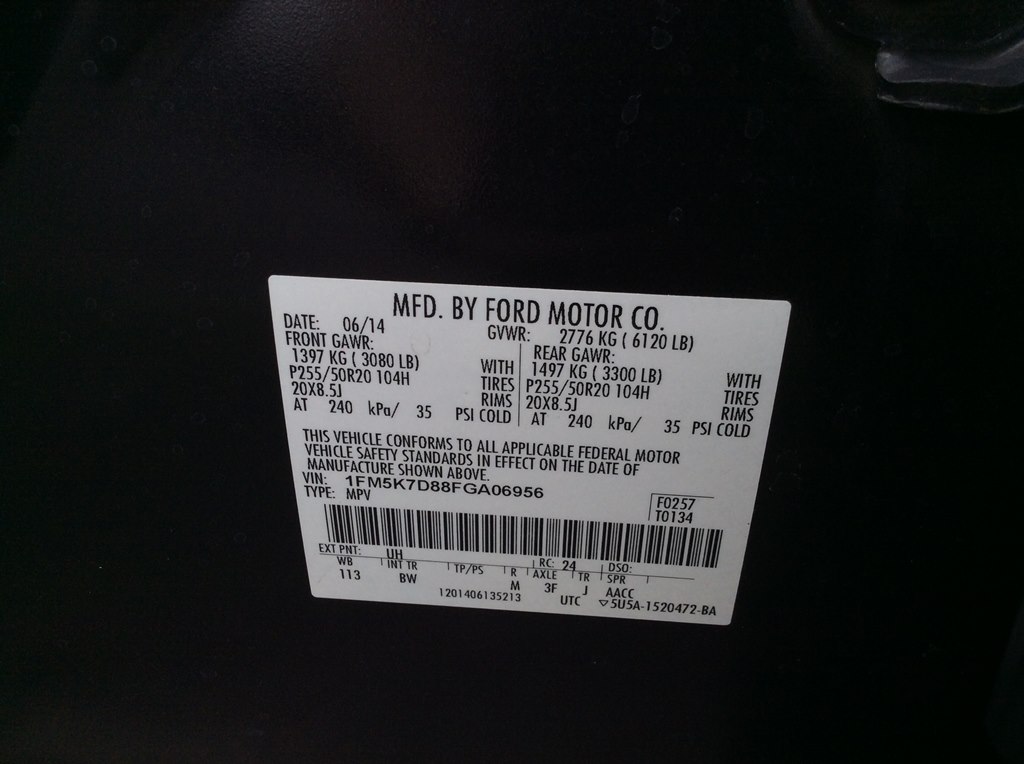 MFD. BY FORD MOTOR CO.
DATE: 06/14 GVWR: 2776 KG ( 6120 LB)
FRONT GAWR: REAR GAWR:
1397 KG ( 3080 LB) WITH 1497 KG ( 3300 LB) WITH
P255/50R20 104H TIRES P255/50R20 104H TIRES
20X8.5J RIMS 20X8.5J RIMS
AT 240 kPa/ 35 PSI COLD AT 240 kPa/ 35 PSI COLD
THIS VEHICLE CONFORMS TO ALL APPLICABLE FEDERAL MOTOR
VEHICLE SAFETY STANDARDS IN EFFECT ON THE DATE OF
MANUFACTURE SHOWN ABOVE.
VIN: 1FM5K7D88FGA06956
TYPE: MPV
F0257
T0134
EXT PNT: UH RC: 24 DSO:
WB INT TR TP/PS R AXLE TR SPR
113 BW M 3F J AACC
1201406135213 UTC ▽5U5A-1520472-BA